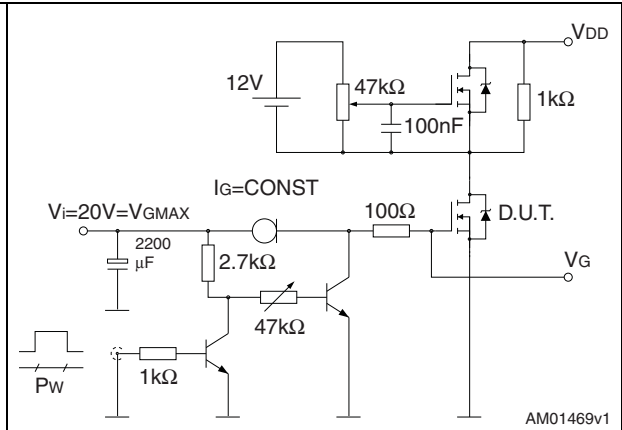 VDD
12V
47kΩ
1kΩ
100nF
IG=CONST
Vi=20V=VGMAX
100Ω
D.U.T.
2200
μF
2.7kΩ
VG
47kΩ
PW
1kΩ
AM01469v1